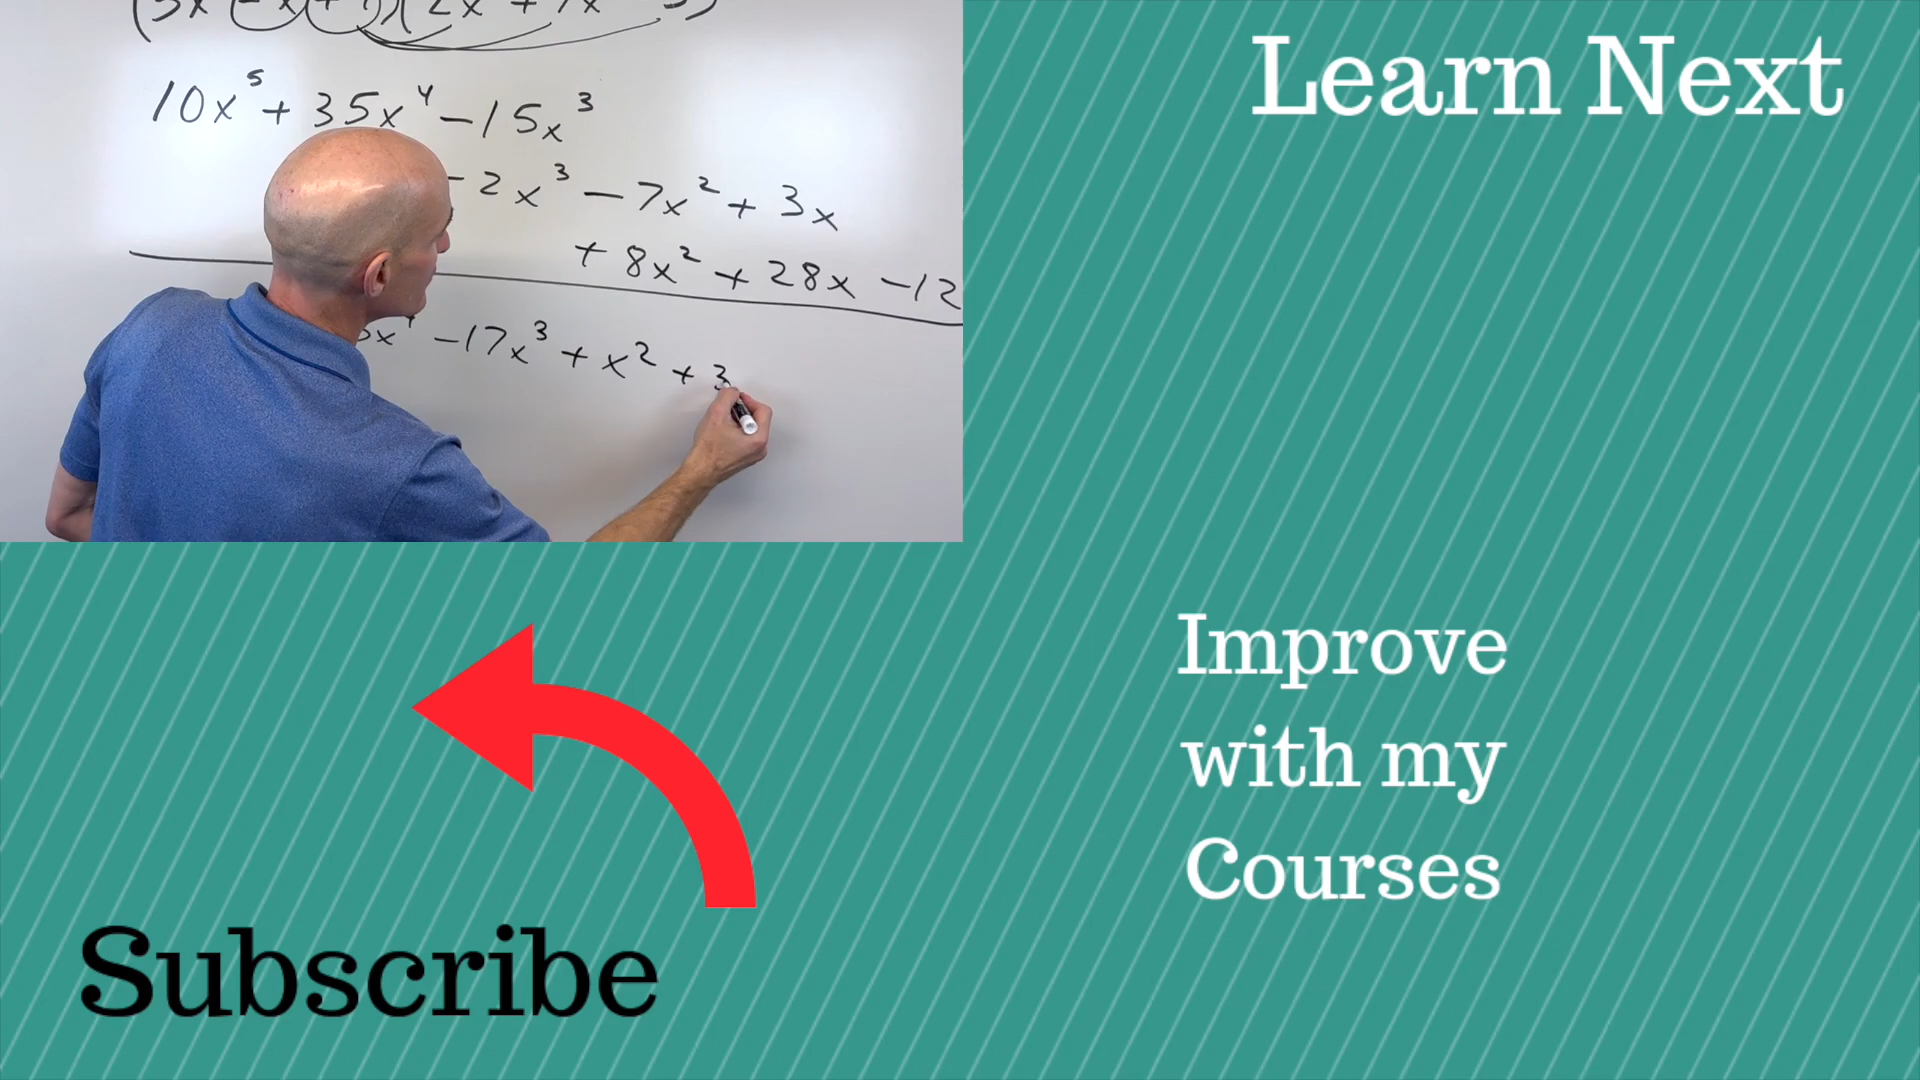 10x⁵ + 35x⁴ - 15x³
- 2x³ - 7x² + 3x
+ 8x² + 28x - 12
- 17x³ + x² + 3
Learn Next
Improve
with my
Courses
Subscribe